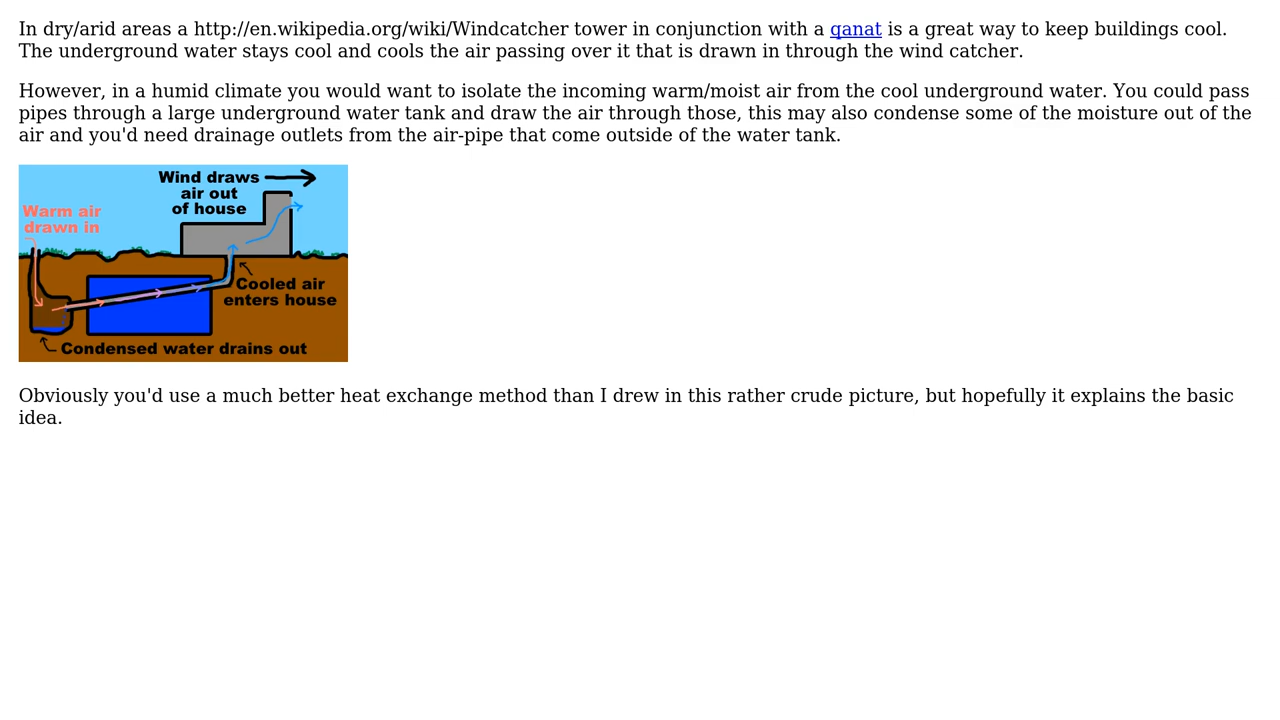 In dry/arid areas a http://en.wikipedia.org/wiki/Windcatcher tower in conjunction with a qanat is a great way to keep buildings cool.
The underground water stays cool and cools the air passing over it that is drawn in through the wind catcher.
However, in a humid climate you would want to isolate the incoming warm/moist air from the cool underground water. You could pass
pipes through a large underground water tank and draw the air through those, this may also condense some of the moisture out of the
air and you'd need drainage outlets from the air-pipe that come outside of the water tank.
Wind draws
air out
of house
Warm air
drawn in
Cooled air
enters house
Condensed water drains out
Obviously you'd use a much better heat exchange method than I drew in this rather crude picture, but hopefully it explains the basic
idea.